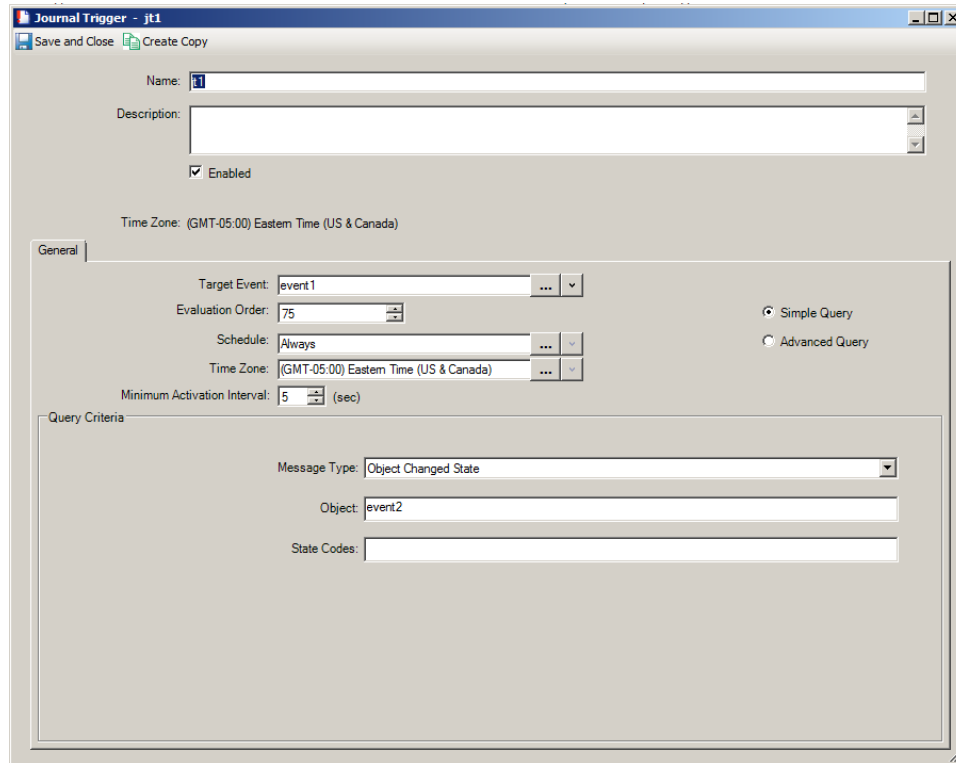 Journal Trigger - jt1
Save and Close Create Copy
Name: jt1
Description:
Enabled
Time Zone: (GMT-05:00) Eastern Time (US & Canada)
General
Target Event: event1 ...
Evaluation Order: 75
Simple Query
Schedule: Always ...
Advanced Query
Time Zone: (GMT-05:00) Eastern Time (US & Canada) ...
Minimum Activation Interval: 5 (sec)
Query Criteria
Message Type: Object Changed State
Object: event2
State Codes: